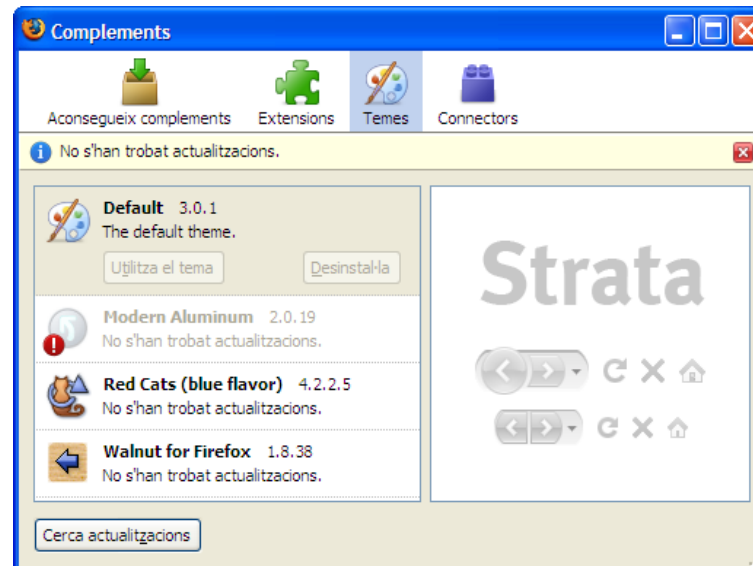 Complements
Aconsegueix complements Extensions Temes Connectors
No s'han trobat actualitzacions.
Default 3.0.1
The default theme.
Utilitza el tema Desinstal·la
Modern Aluminum 2.0.19
No s'han trobat actualitzacions.
Red Cats (blue flavor) 4.2.2.5
No s'han trobat actualitzacions.
Walnut for Firefox 1.8.38
No s'han trobat actualitzacions.
Strata
Cerca actualitzacions